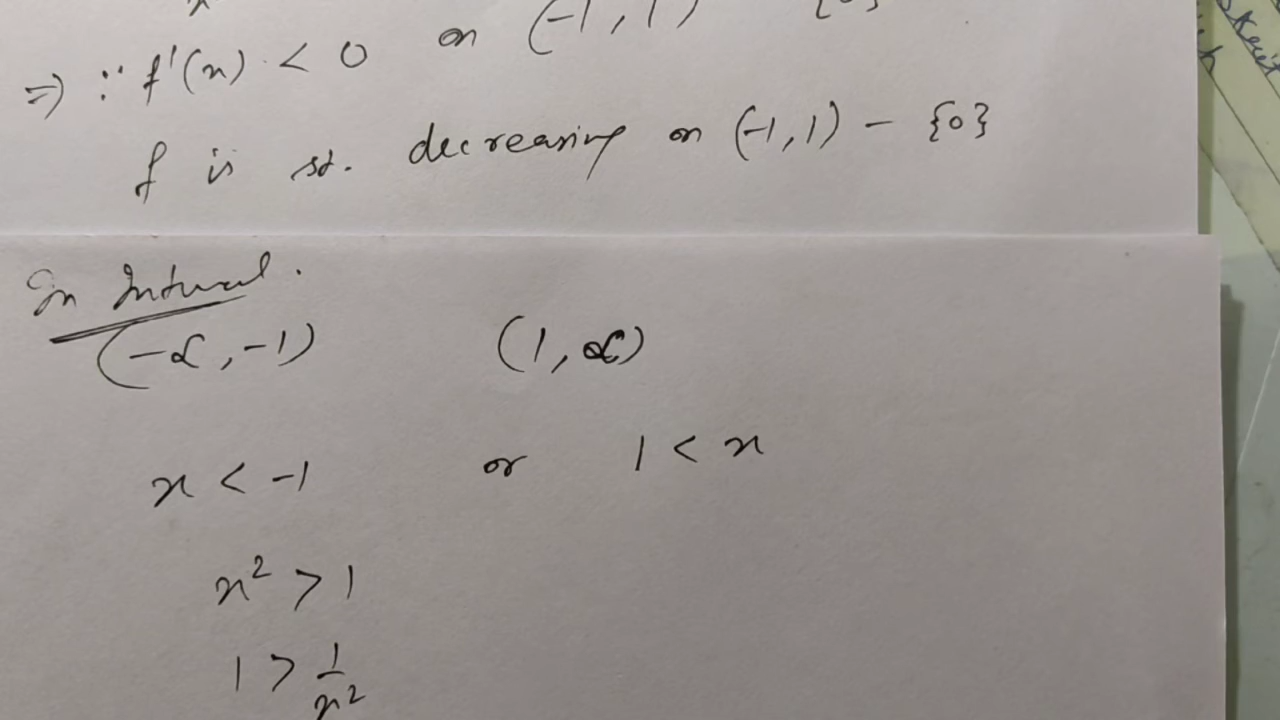 => ∵ f'(x) < 0 on (-1, 1)
f is st. decreasing on (-1, 1) - {0}
In Interval.
(-∞, -1) (1, ∞)
x < -1 or 1 < x
x² > 1
1 > 1/x²